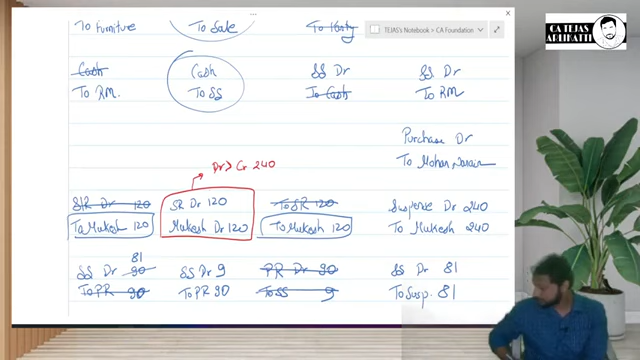 To Furniture To Sale To Party
TEJAS's Notebook > CA Foundation
CA TEJAS
ARLIKATTI
Cash Cash SS Dr SS Dr
To RM. To SS To Cash To RM
Purchase Dr
To Mohan Narain
Dr > Cr 240
S/R Dr 120 SR Dr 120 To SR 120 Suspense Dr 240
To Mukesh 120 Mukesh Dr 120 To Mukesh 120 To Mukesh 240
81
SS Dr 90 SS Dr 9 PR Dr 90 SS Dr 81
To PR 90 To PR 90 To SS 9 To Susp. 81